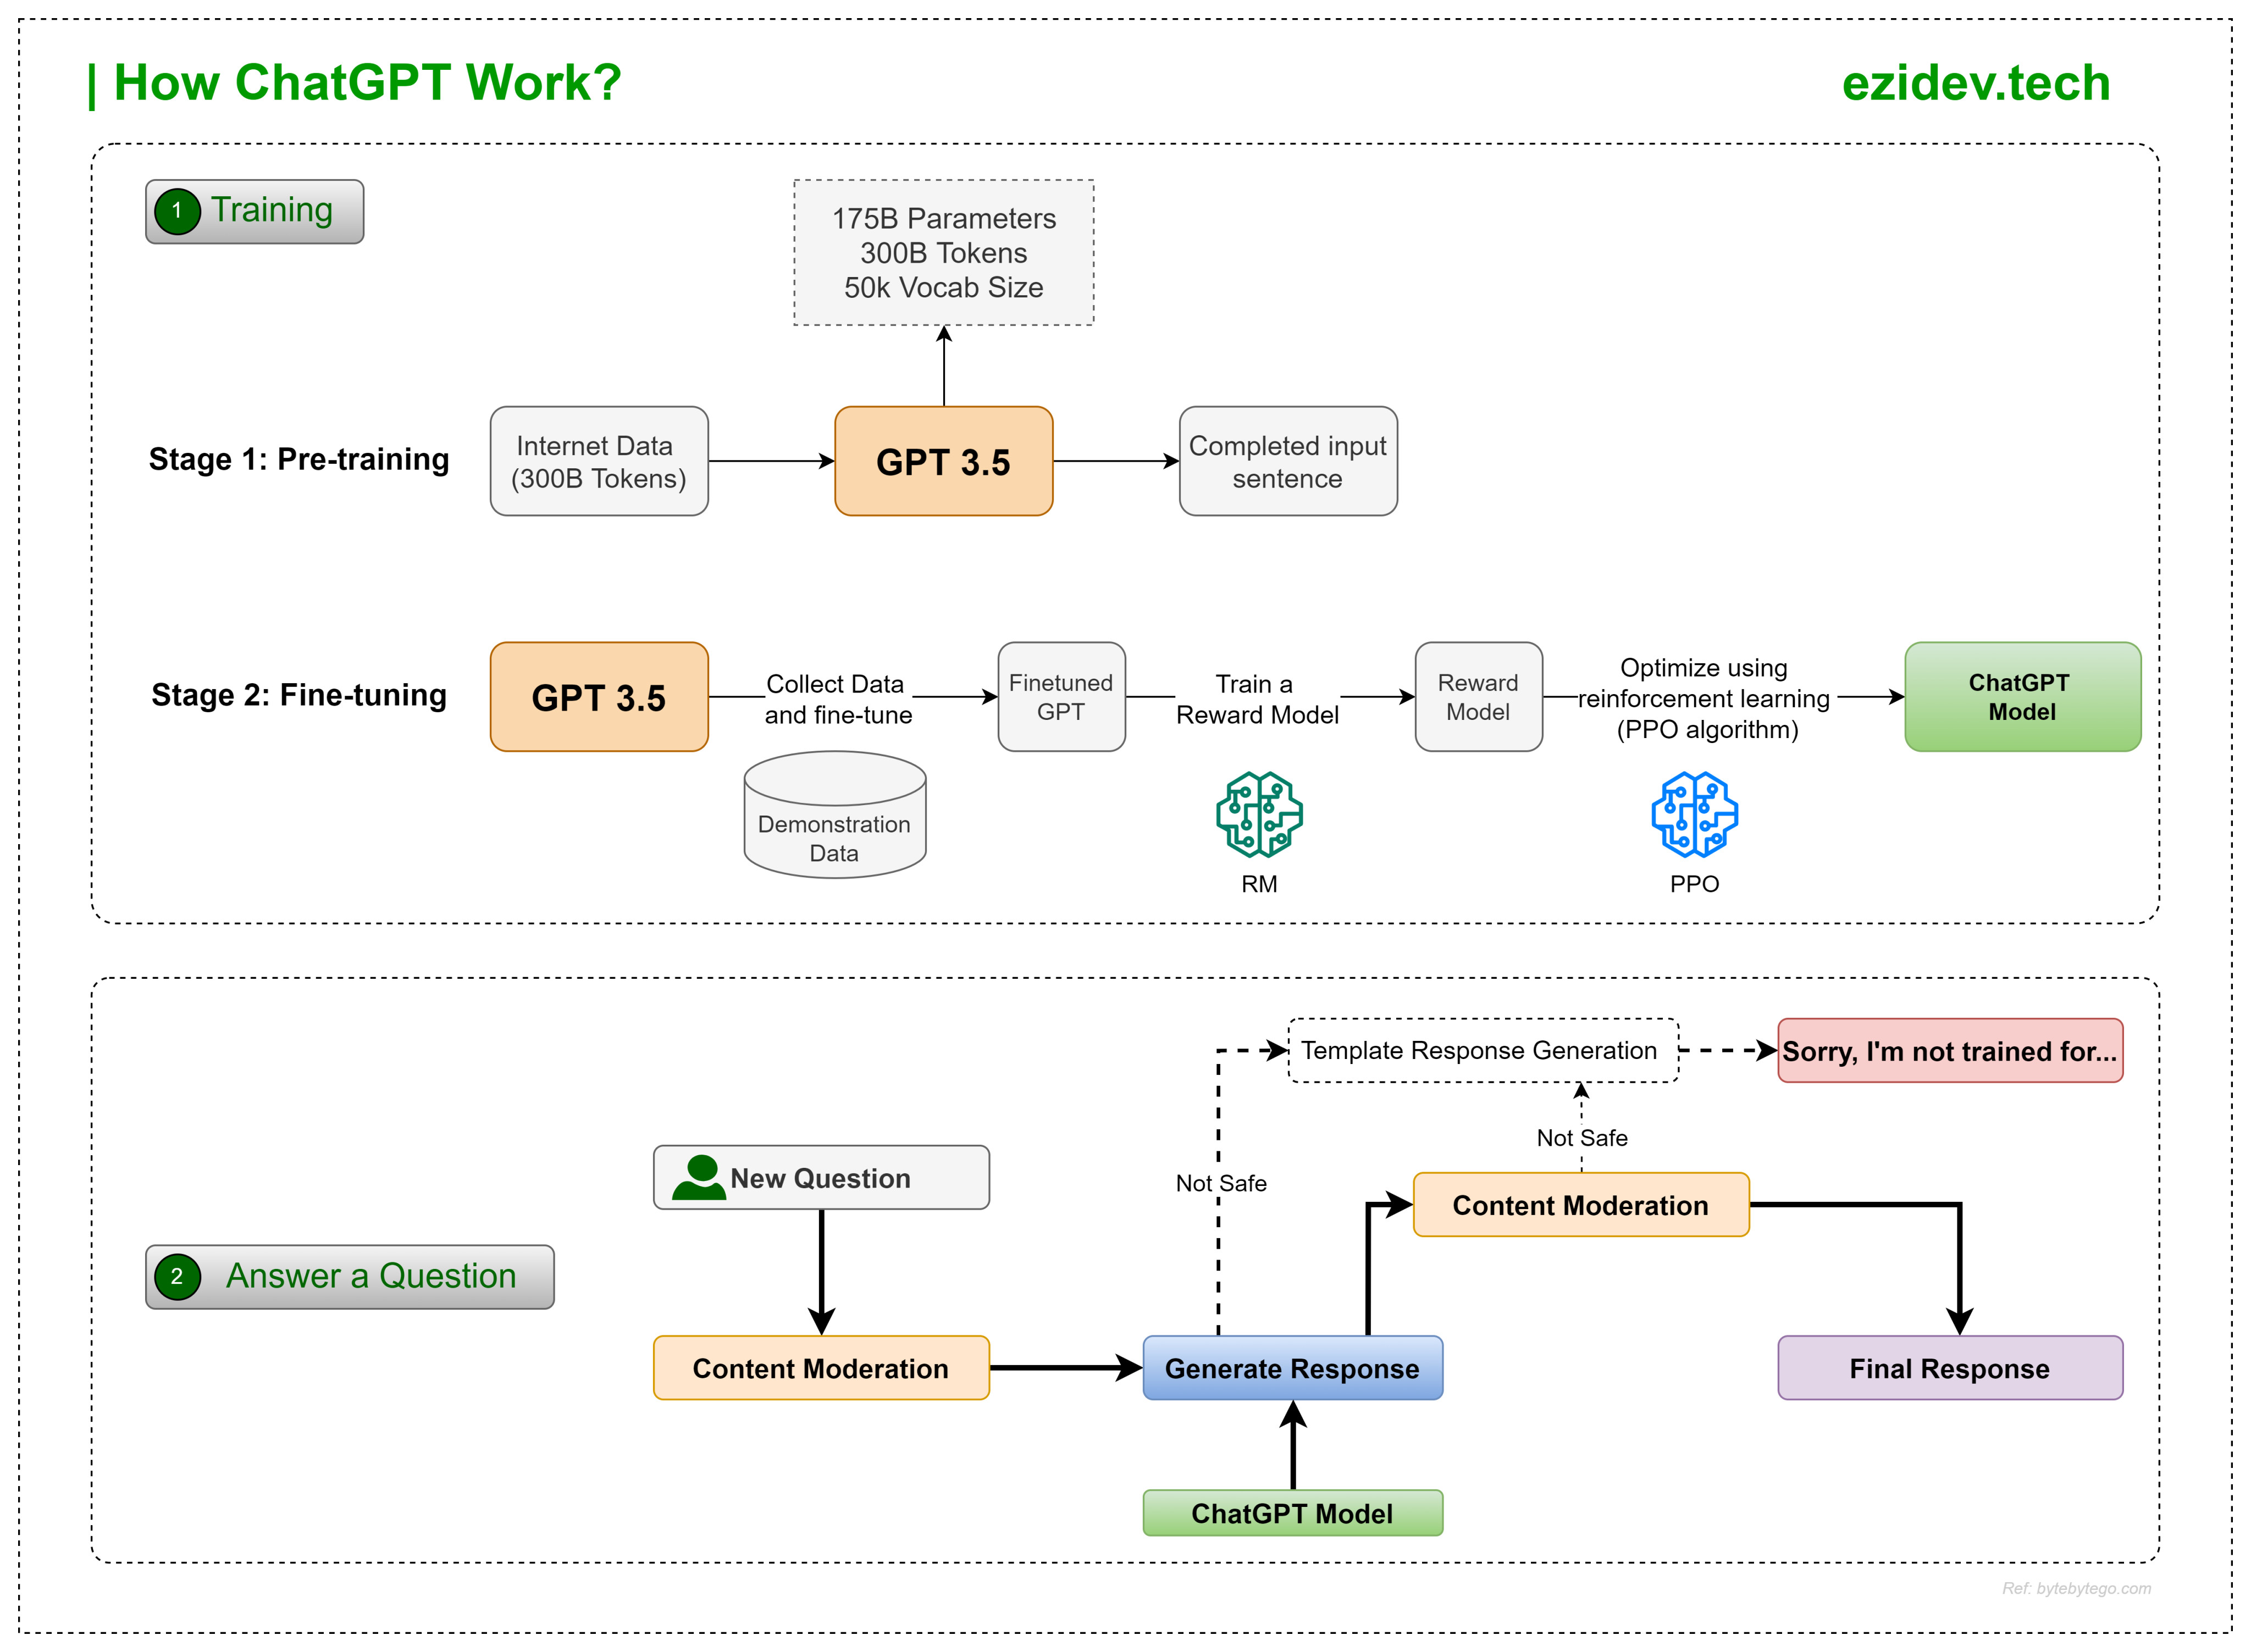 | How ChatGPT Work?
ezidev.tech
1 Training
175B Parameters
300B Tokens
50k Vocab Size
Stage 1: Pre-training
Internet Data
(300B Tokens)
GPT 3.5
Completed input
sentence
Stage 2: Fine-tuning
GPT 3.5
Collect Data
and fine-tune
Demonstration
Data
Finetuned
GPT
Train a
Reward Model
RM
Reward
Model
Optimize using
reinforcement learning
(PPO algorithm)
PPO
ChatGPT
Model
Template Response Generation
Sorry, I'm not trained for...
Not Safe
New Question
Not Safe
Content Moderation
2 Answer a Question
Content Moderation
Generate Response
Final Response
ChatGPT Model
Ref: bytebytego.com